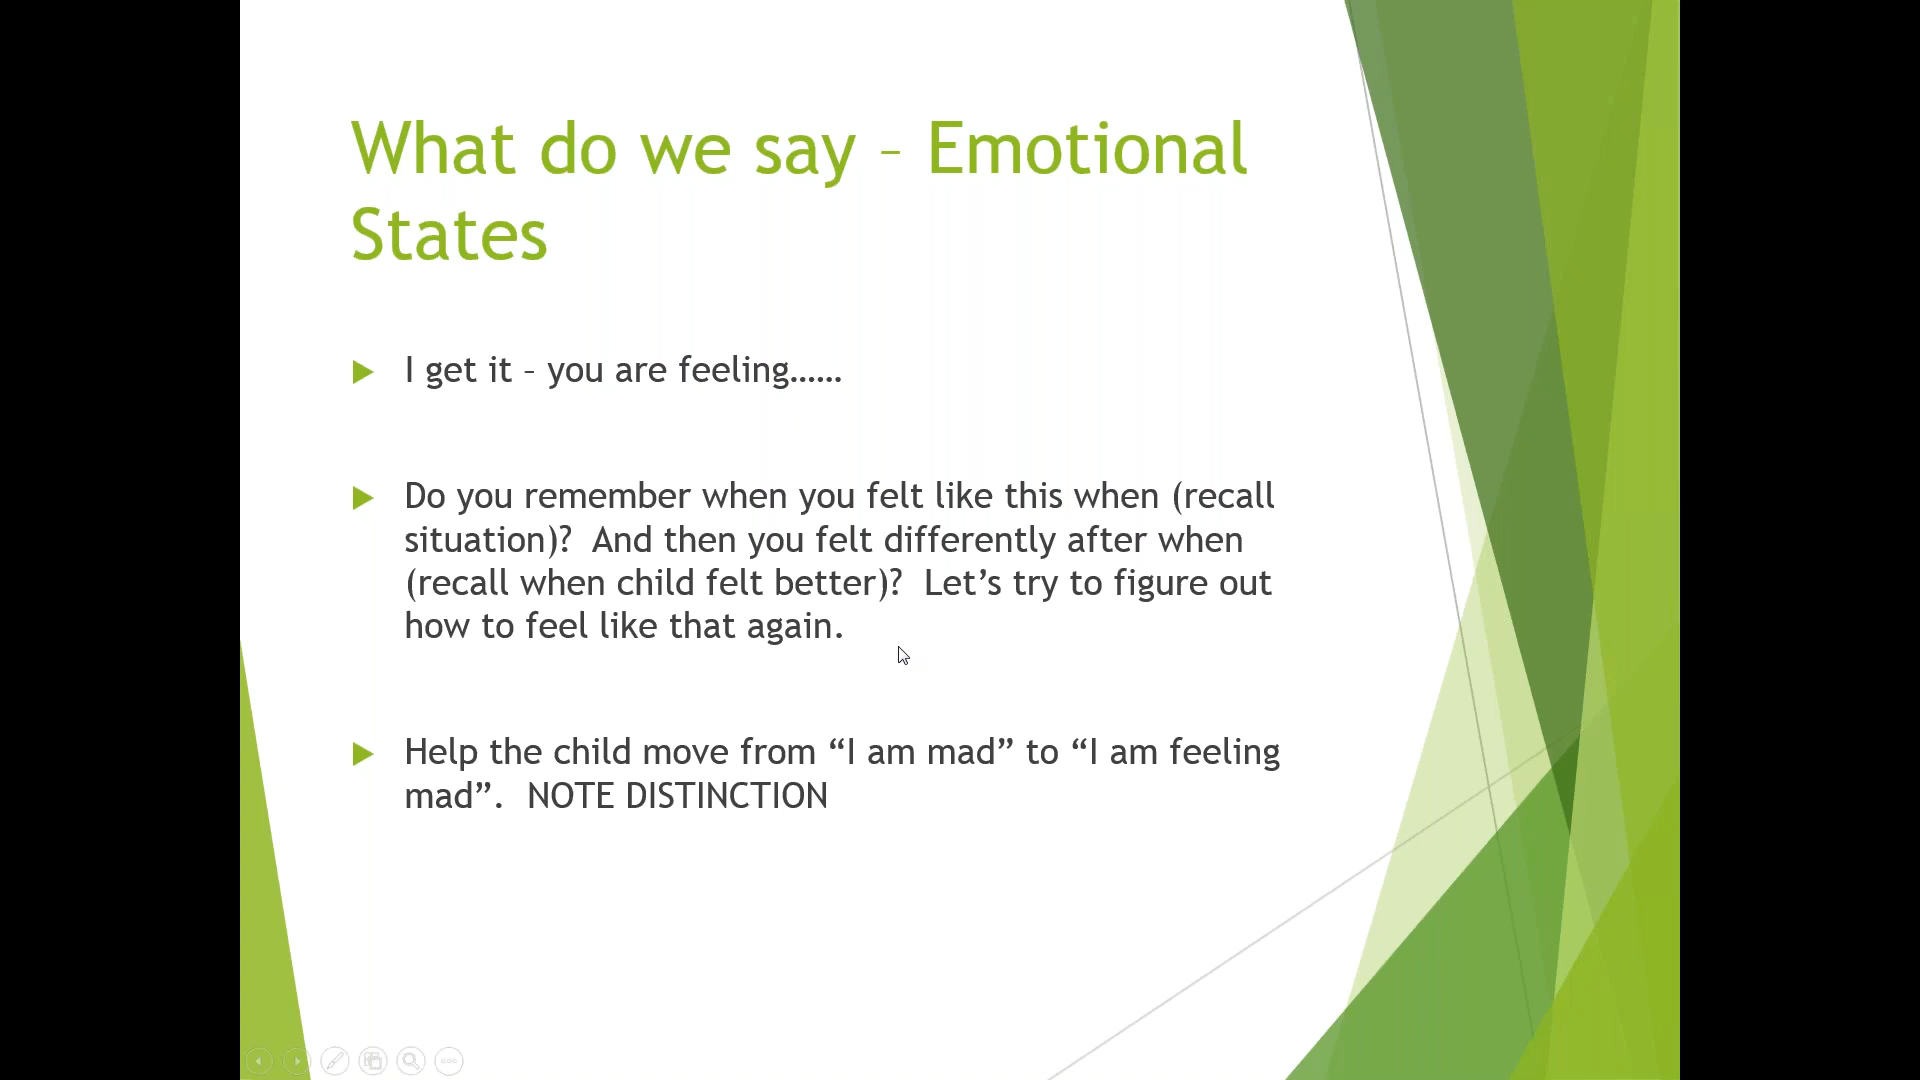 What do we say – Emotional
States
I get it – you are feeling……
Do you remember when you felt like this when (recall
situation)?  And then you felt differently after when
(recall when child felt better)?  Let’s try to figure out
how to feel like that again.
Help the child move from “I am mad” to “I am feeling
mad”.  NOTE DISTINCTION